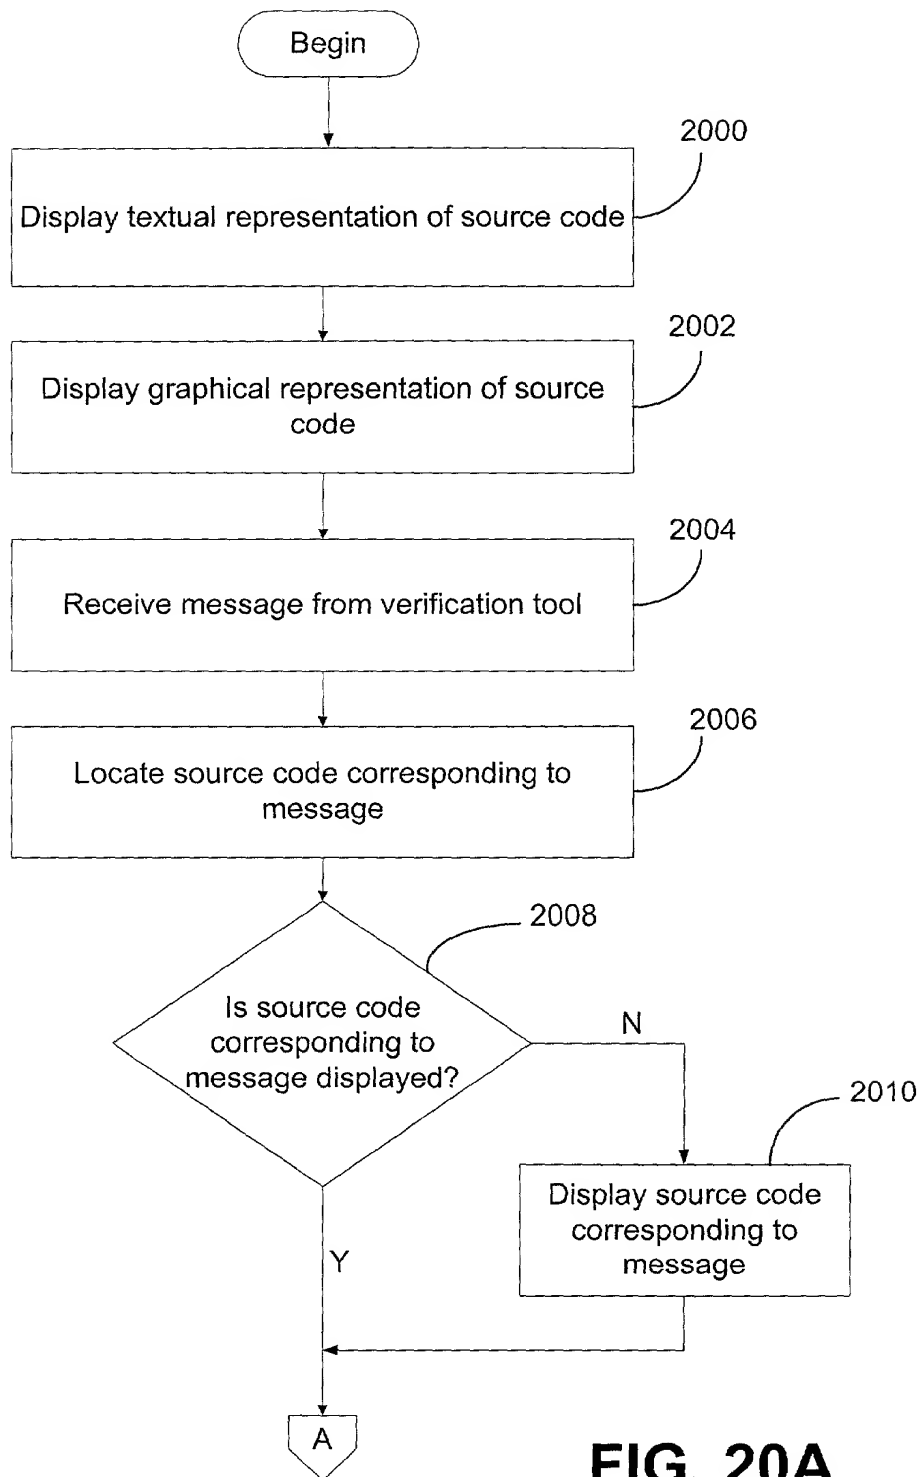 Begin
2000
Display textual representation of source code
2002
Display graphical representation of source
code
2004
Receive message from verification tool
2006
Locate source code corresponding to
message
2008
Is source code
corresponding to
message displayed?
N
2010
Display source code
corresponding to
message
Y
A
FIG. 20A